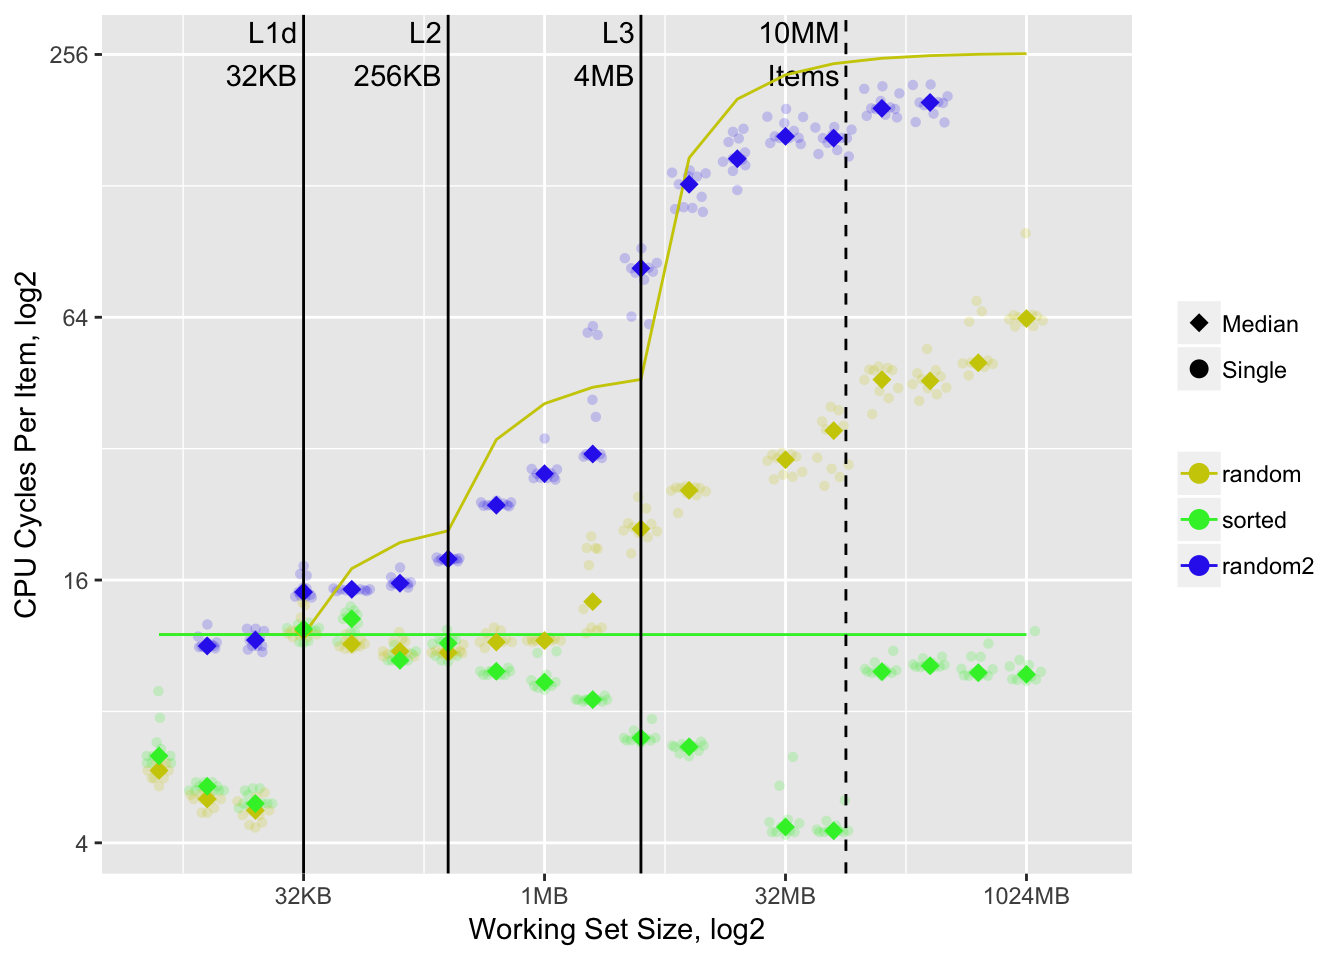 L1d
32KB
L2
256KB
L3
4MB
10MM
Items
256
64
16
4
CPU Cycles Per Item, log2
32KB
1MB
32MB
1024MB
Working Set Size, log2
Median
Single
random
sorted
random2